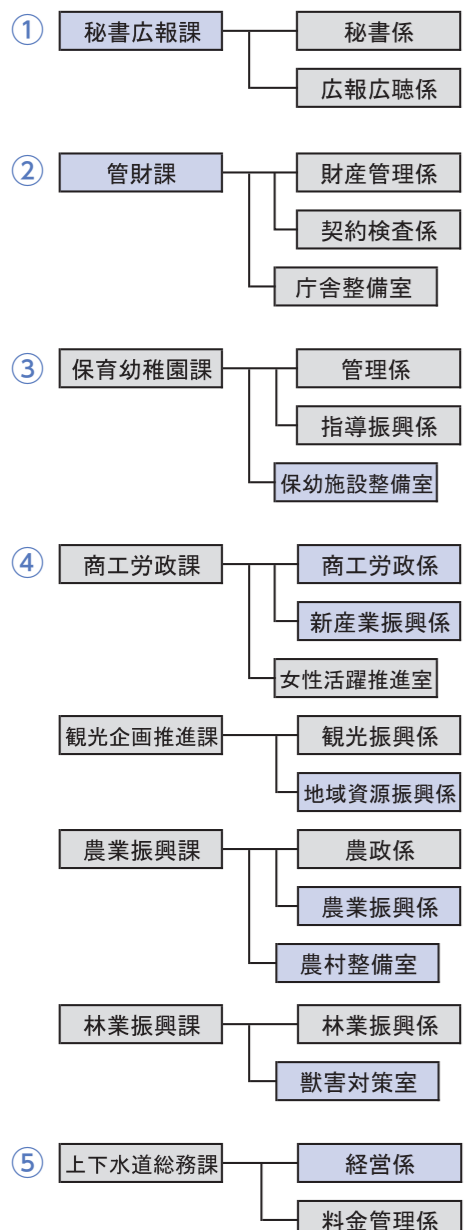 ① 秘書広報課 秘書係
広報広聴係
② 管財課 財産管理係
契約検査係
庁舎整備室
③ 保育幼稚園課 管理係
指導振興係
保幼施設整備室
④ 商工労政課 商工労政係
新産業振興係
女性活躍推進室
観光企画推進課 観光振興係
地域資源振興係
農業振興課 農政係
農業振興係
農村整備室
林業振興課 林業振興係
獣害対策室
⑤ 上下水道総務課 経営係
料金管理係